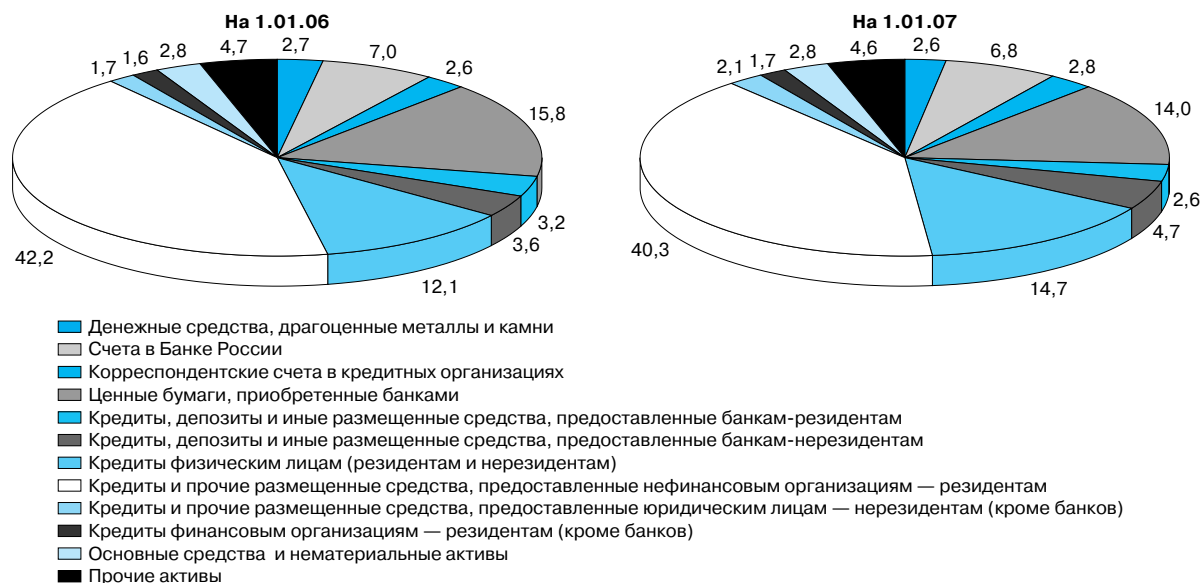 На 1.01.06
2,7
7,0
2,6
15,8
3,2
3,6
12,1
42,2
1,7
1,6
2,8
4,7
На 1.01.07
2,6
6,8
2,8
14,0
2,6
4,7
14,7
40,3
2,1
1,7
2,8
4,6
Денежные средства, драгоценные металлы и камни
Счета в Банке России
Корреспондентские счета в кредитных организациях
Ценные бумаги, приобретенные банками
Кредиты, депозиты и иные размещенные средства, предоставленные банкам-резидентам
Кредиты, депозиты и иные размещенные средства, предоставленные банкам-нерезидентам
Кредиты физическим лицам (резидентам и нерезидентам)
Кредиты и прочие размещенные средства, предоставленные нефинансовым организациям — резидентам
Кредиты и прочие размещенные средства, предоставленные юридическим лицам — нерезидентам (кроме банков)
Кредиты финансовым организациям — резидентам (кроме банков)
Основные средства и нематериальные активы
Прочие активы